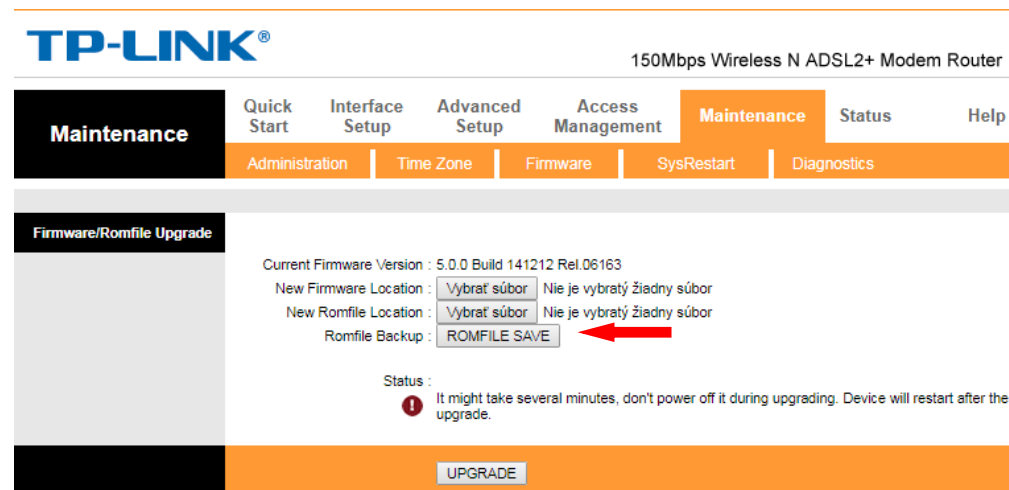 TP-LINK®
150Mbps Wireless N ADSL2+ Modem Router
Maintenance
Quick Start Interface Setup Advanced Setup Access Management Maintenance Status Help
Administration Time Zone Firmware SysRestart Diagnostics
Firmware/Romfile Upgrade
Current Firmware Version : 5.0.0 Build 141212 Rel.06163
New Firmware Location : Vybrať súbor Nie je vybratý žiadny súbor
New Romfile Location : Vybrať súbor Nie je vybratý žiadny súbor
Romfile Backup : ROMFILE SAVE
Status :
It might take several minutes, don't power off it during upgrading. Device will restart after the
upgrade.
UPGRADE